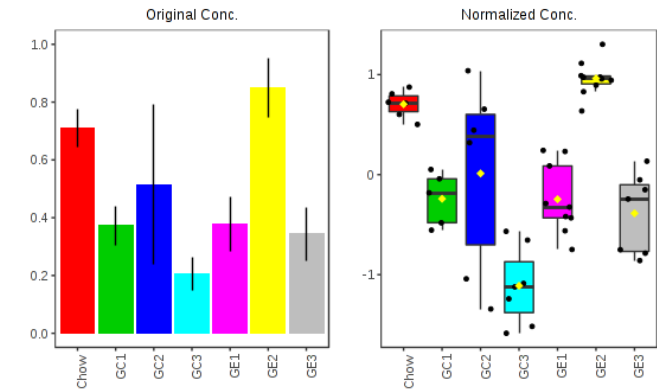 Original Conc.
1.0
0.8
0.6
0.4
0.2
0.0
Chow
GC1
GC2
GC3
GE1
GE2
GE3
Normalized Conc.
1
0
-1
Chow
GC1
GC2
GC3
GE1
GE2
GE3